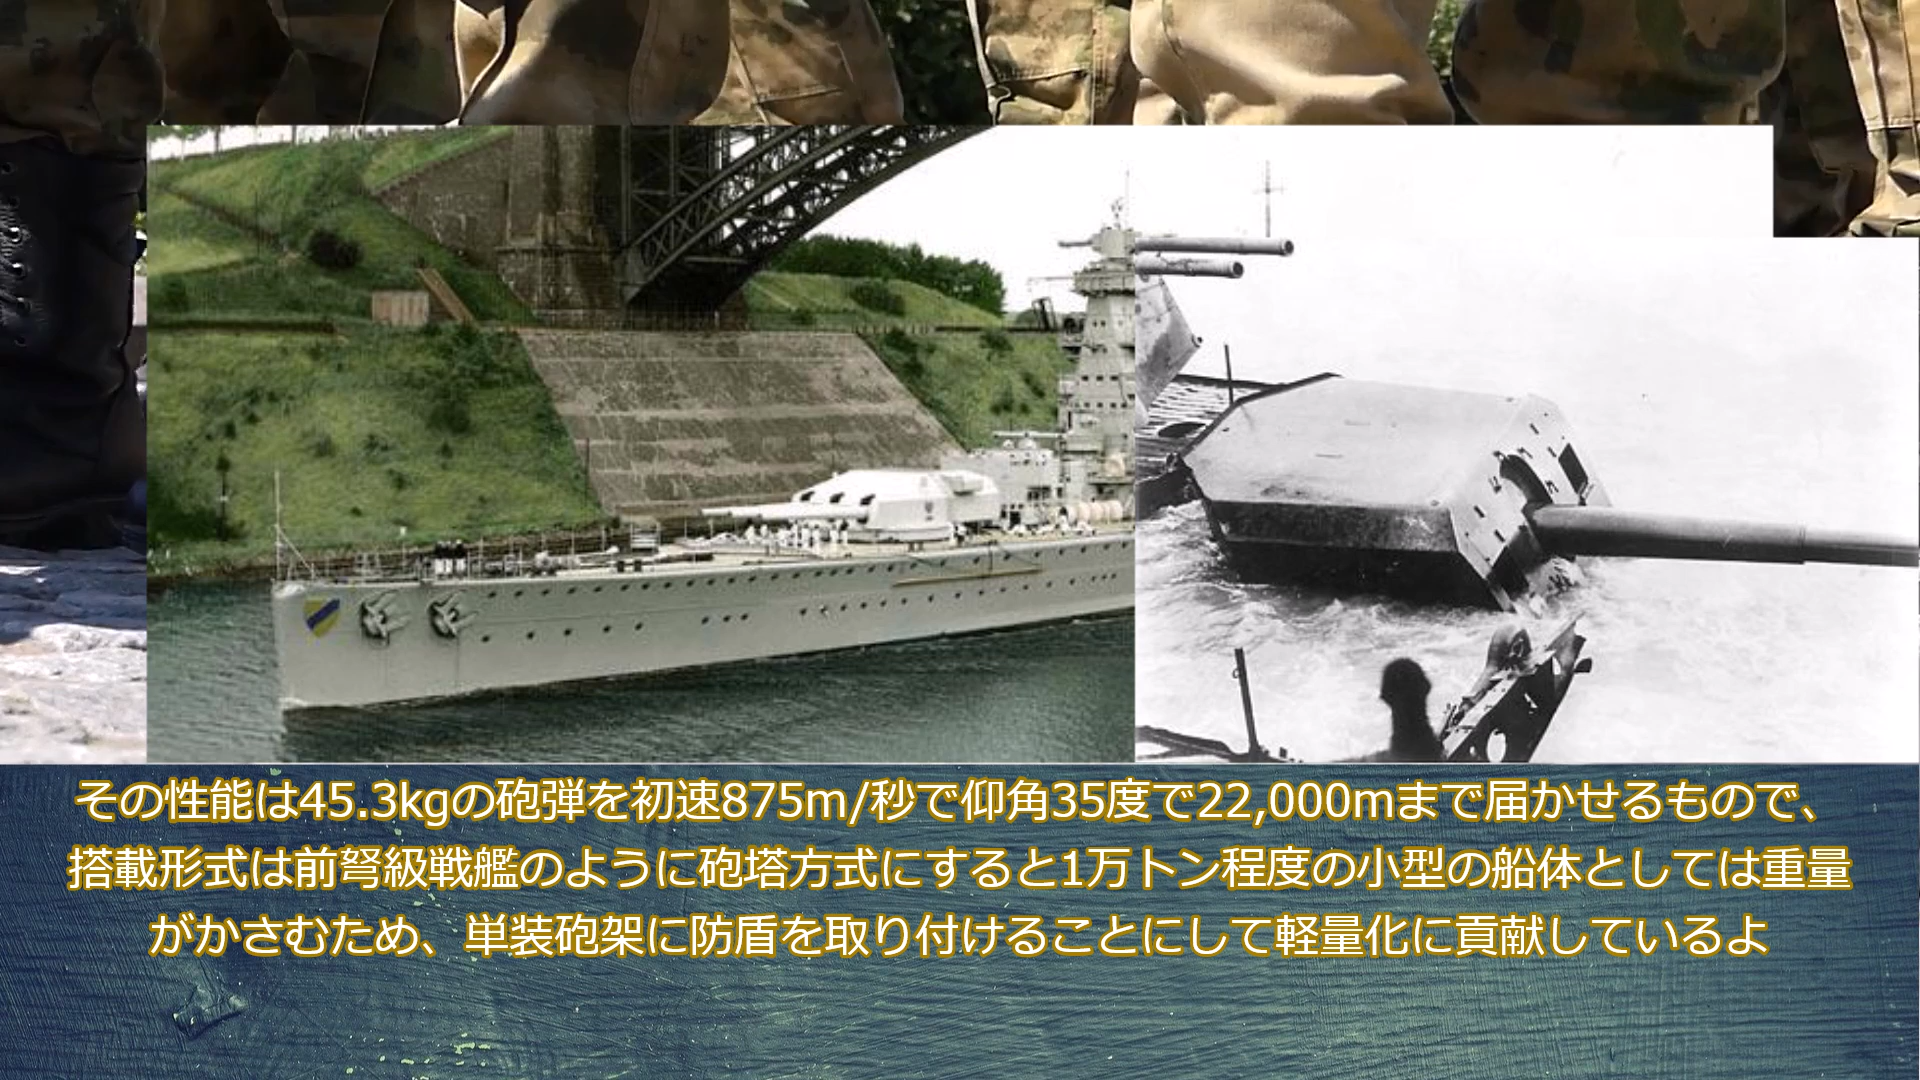 その性能は45.3kgの砲弾を初速875m/秒で仰角35度で22,000mまで届かせるもので、
搭載形式は前弩級戦艦のように砲塔方式にすると1万トン程度の小型の船体としては重量
がかさむため、単装砲架に防盾を取り付けることにして軽量化に貢献しているよ